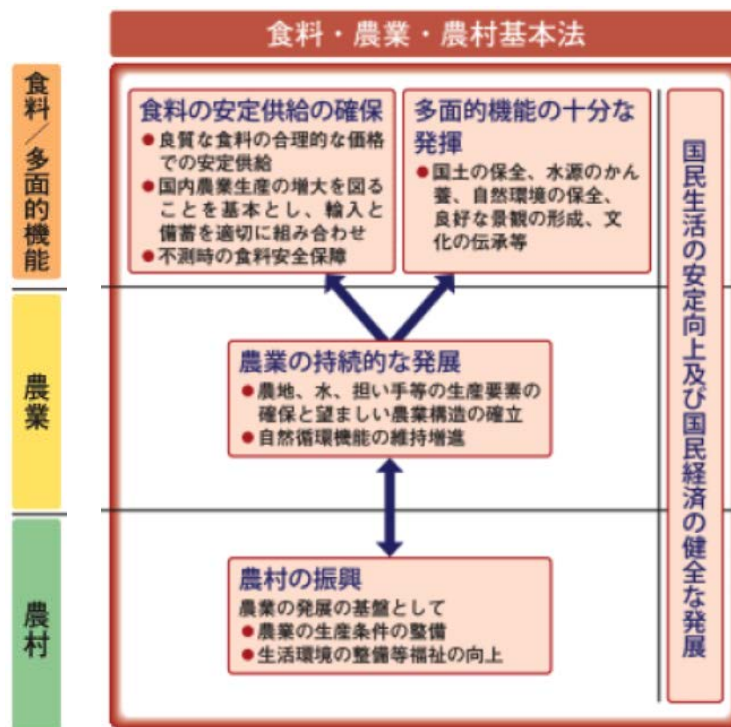 食料・農業・農村基本法
食料／多面的機能
食料の安定供給の確保
●良質な食料の合理的な価格
での安定供給
●国内農業生産の増大を図る
ことを基本とし、輸入と
備蓄を適切に組み合わせ
●不測時の食料安全保障
多面的機能の十分な
発揮
●国土の保全、水源のかん
養、自然環境の保全、
良好な景観の形成、文
化の伝承等
農業
農業の持続的な発展
●農地、水、担い手等の生産要素の
確保と望ましい農業構造の確立
●自然循環機能の維持増進
農村
農村の振興
農業の発展の基盤として
●農業の生産条件の整備
●生活環境の整備等福祉の向上
国民生活の安定向上及び国民経済の健全な発展